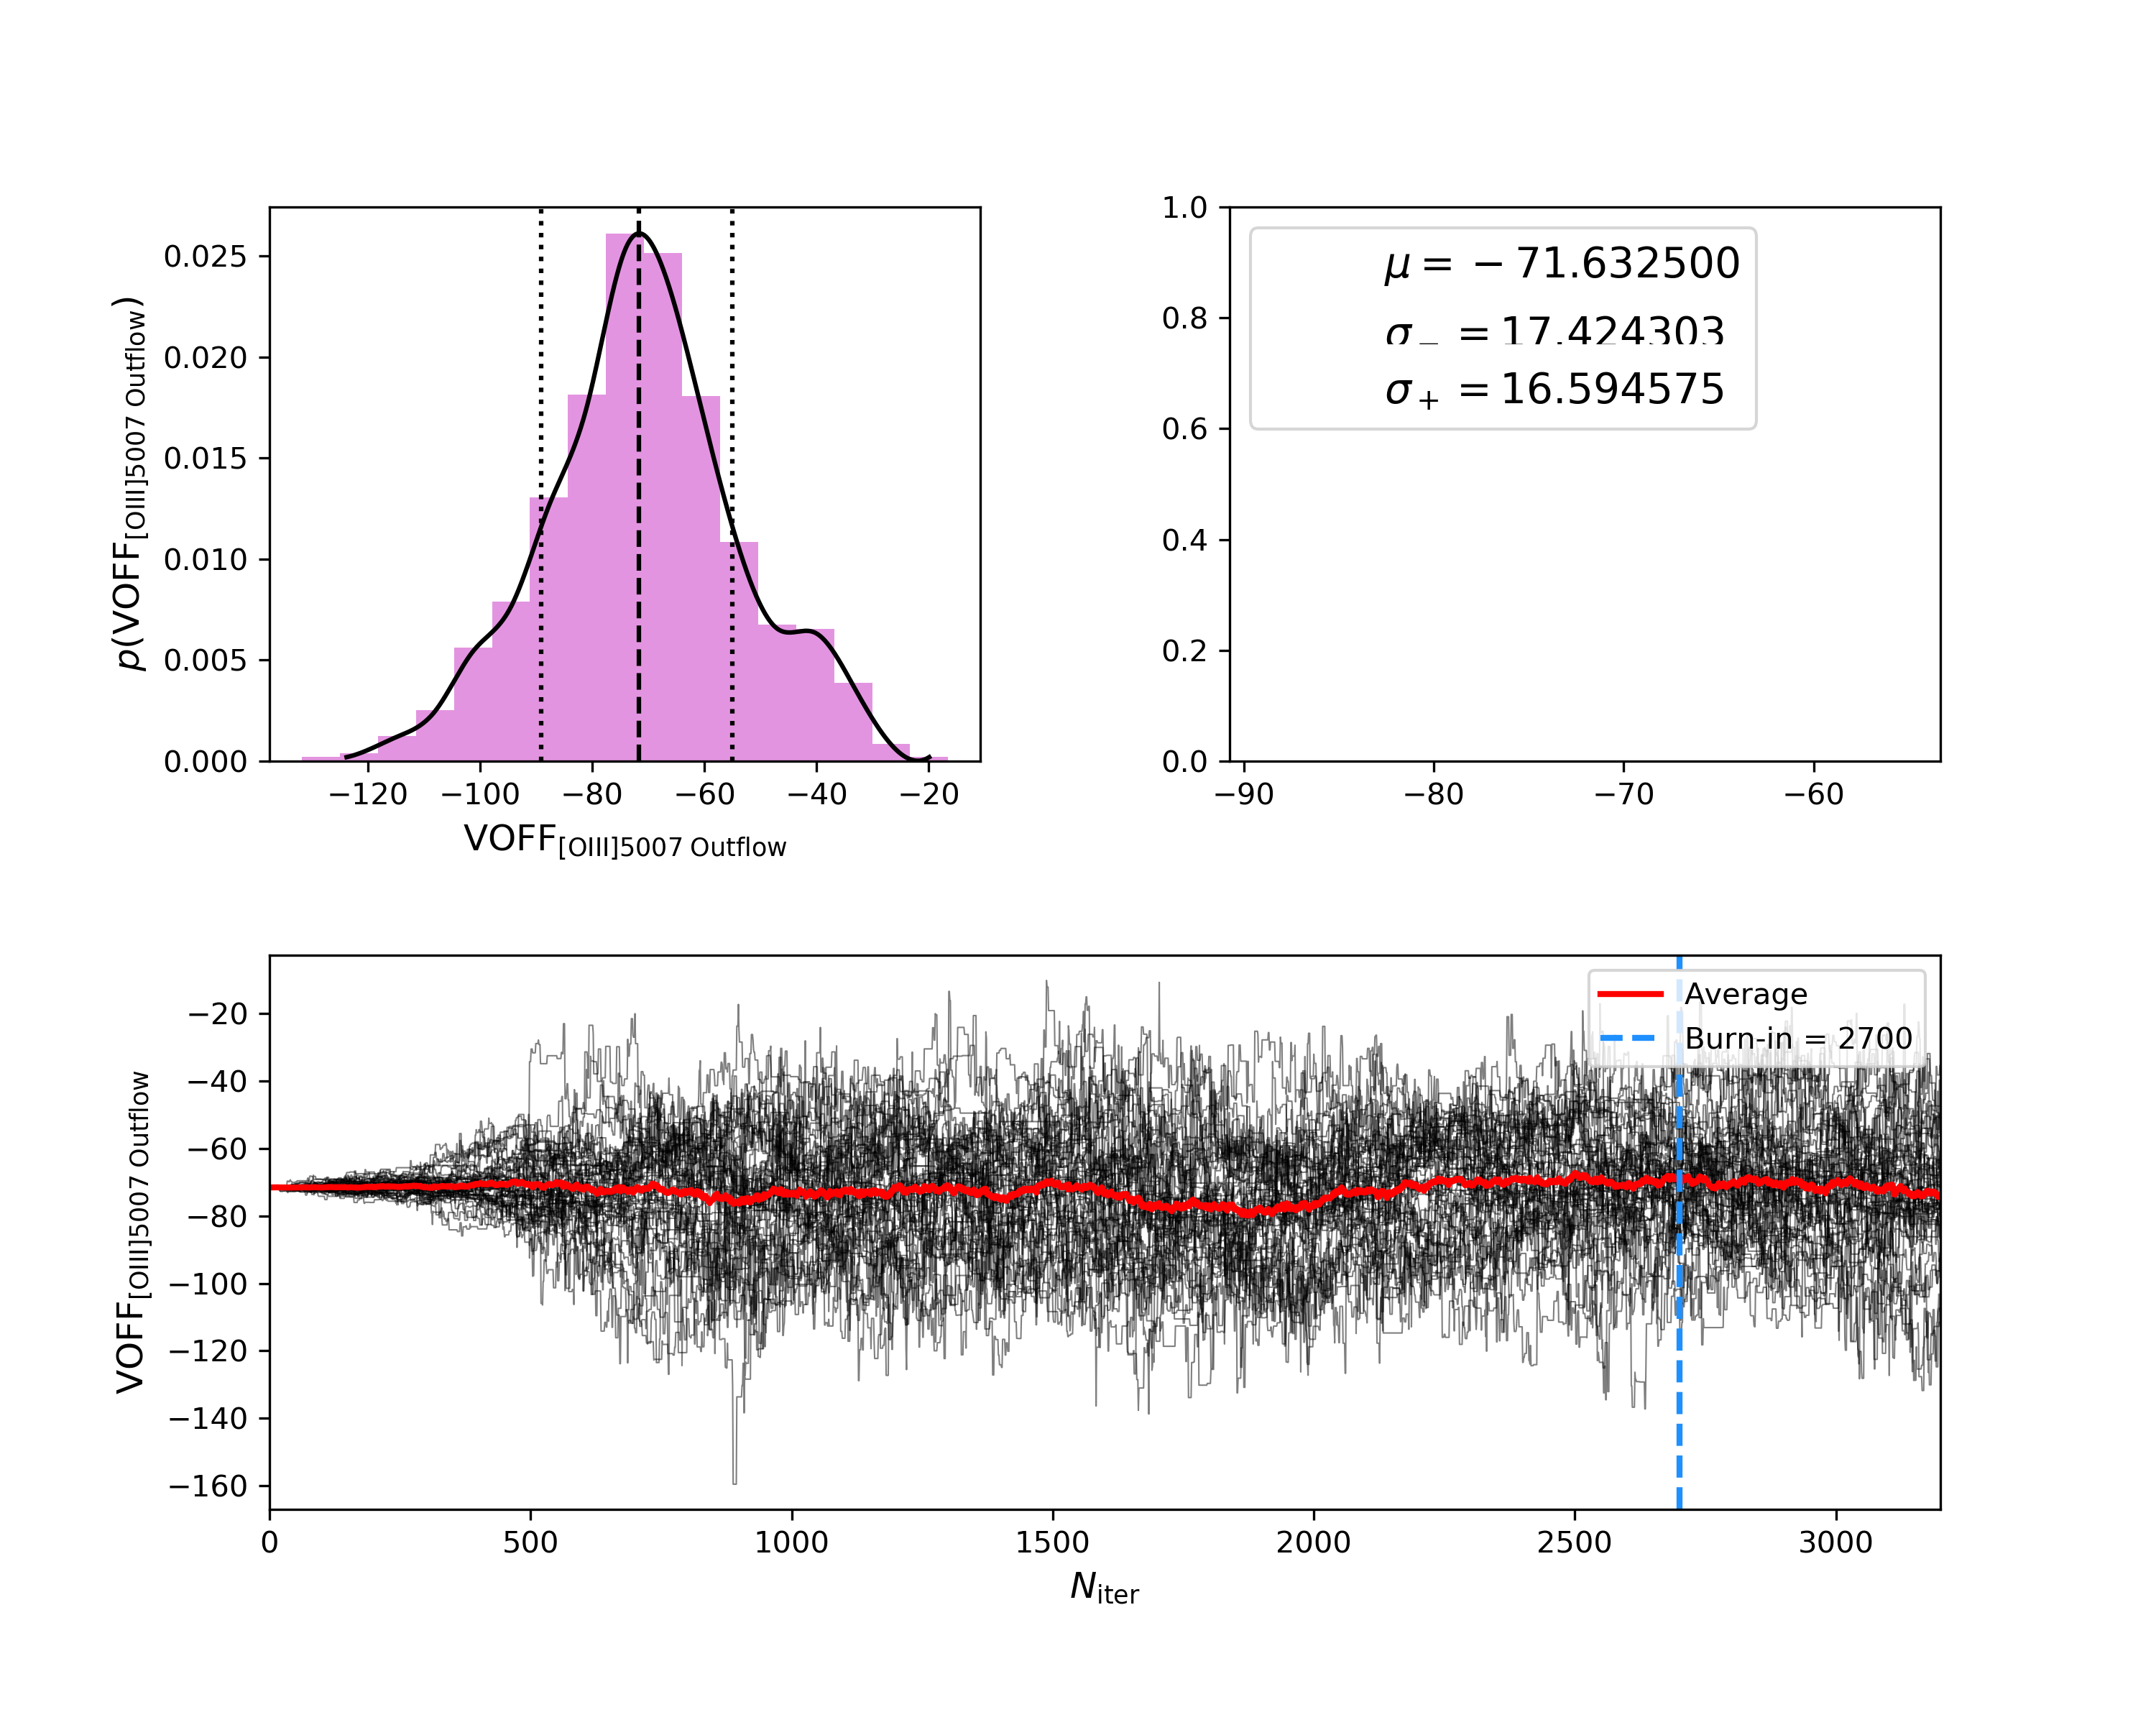 0.025
0.020
0.015
0.010
0.005
0.000
p(VOFF[OIII]5007 Outflow)
−120 −100 −80 −60 −40 −20
VOFF[OIII]5007 Outflow
1.0
0.8
0.6
0.4
0.2
0.0
μ = −71.632500
σ− = 17.424303
σ+ = 16.594575
−90 −80 −70 −60
−20
−40
−60
−80
−100
−120
−140
−160
VOFF[OIII]5007 Outflow
Average
Burn-in = 2700
0 500 1000 1500 2000 2500 3000
Niter